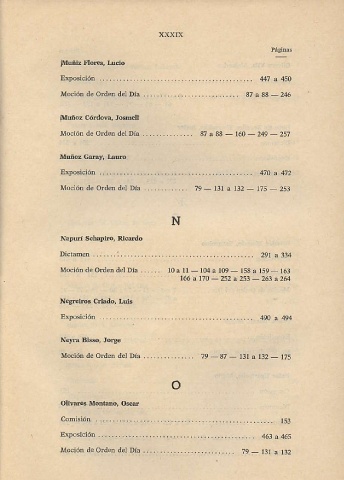 XXXIX
Páginas
Muñiz Flores, Lucio
Exposición ........................................ 447 a 450
Moción de Orden del Día ........................ 87 a 88 — 246
Muñoz Córdova, Josmell
Moción de Orden del Día ............. 87 a 88 — 160 — 249 — 257
Muñoz Garay, Lauro
Exposición ........................................ 470 a 472
Moción de Orden del Día ............. 79 — 131 a 132 — 175 — 253
N
Napurí Schapiro, Ricardo
Dictamen .......................................... 291 a 334
Moción de Orden del Día ...... 10 a 11 — 104 a 109 — 158 a 159 — 163
166 a 170 — 252 a 253 — 263 a 264
Negreiros Criado, Luis
Exposición ........................................ 490 a 494
Neyra Bisso, Jorge
Moción de Orden del Día ............. 79 — 87 — 131 a 132 — 175
O
Olivares Montano, Oscar
Comisión ............................................... 153
Exposición ........................................ 463 a 465
Moción de Orden del Día ........................ 79 — 131 a 132